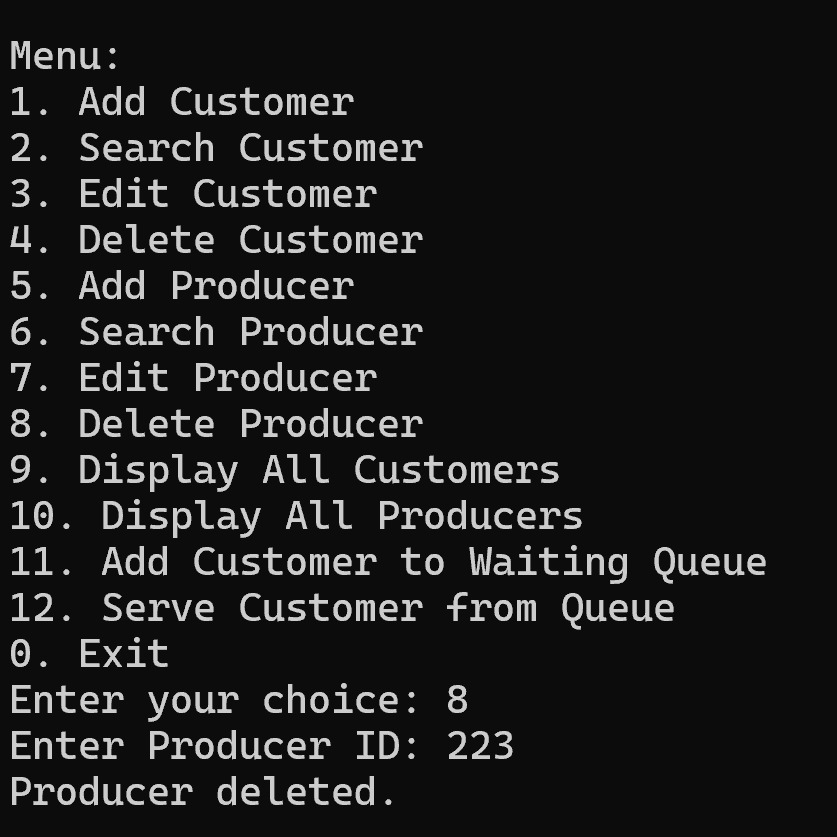 Menu:
1. Add Customer
2. Search Customer
3. Edit Customer
4. Delete Customer
5. Add Producer
6. Search Producer
7. Edit Producer
8. Delete Producer
9. Display All Customers
10. Display All Producers
11. Add Customer to Waiting Queue
12. Serve Customer from Queue
0. Exit
Enter your choice: 8
Enter Producer ID: 223
Producer deleted.